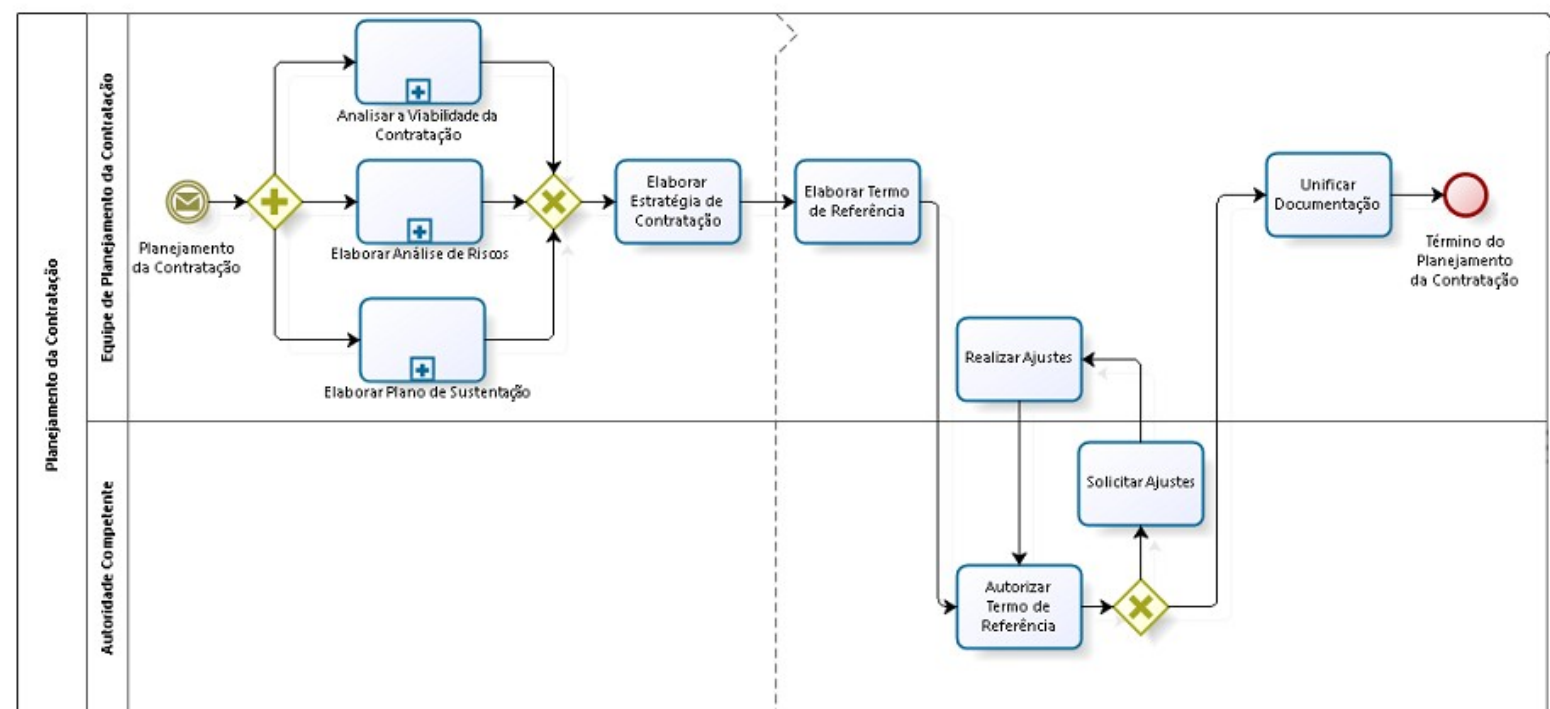 Planejamento da Contratação
Equipe de Planejamento da Contratação
Planejamento
da Contratação
Analisar a Viabilidade da
Contratação
Elaborar Análise de Riscos
Elaborar Plano de Sustentação
Elaborar
Estratégia de
Contratação
Elaborar Termo
de Referência
Realizar Ajustes
Unificar
Documentação
Término do
Planejamento
da Contratação
Autoridade Competente
Solicitar Ajustes
Autorizar
Termo de
Referência